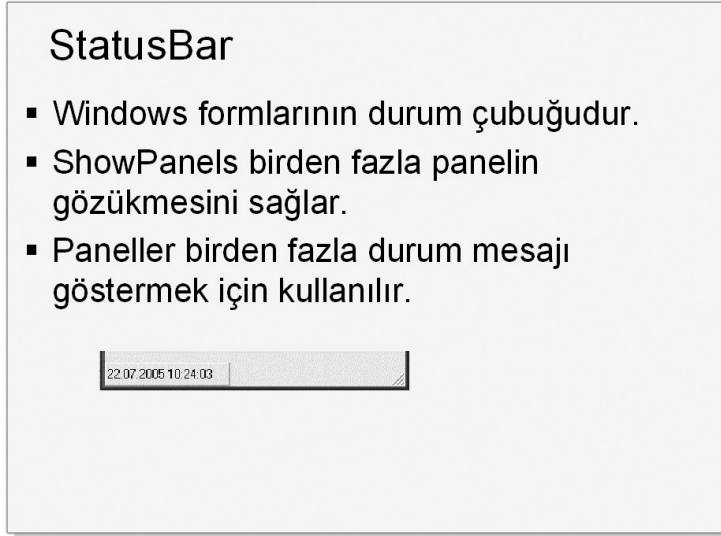 StatusBar
▪ Windows formlarının durum çubuğudur.
▪ ShowPanels birden fazla panelin
gözükmesini sağlar.
▪ Paneller birden fazla durum mesajı
göstermek için kullanılır.
22.07.2005 10:24:03